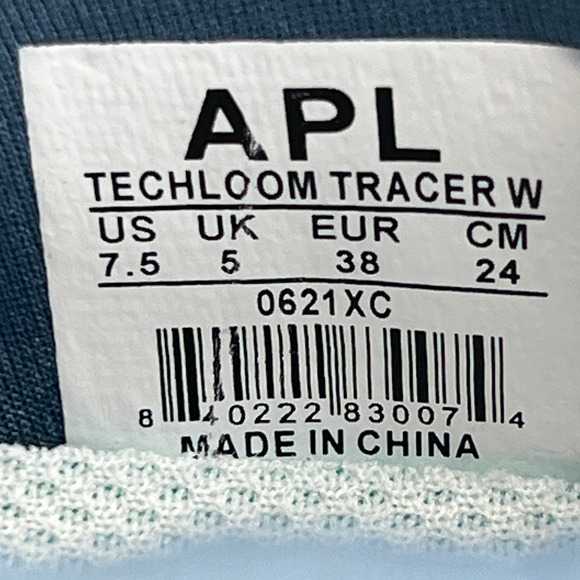 APL
TECHLOOM TRACER W
US UK EUR CM
7.5 5 38 24
0621XC
8 40222 83007 4
MADE IN CHINA